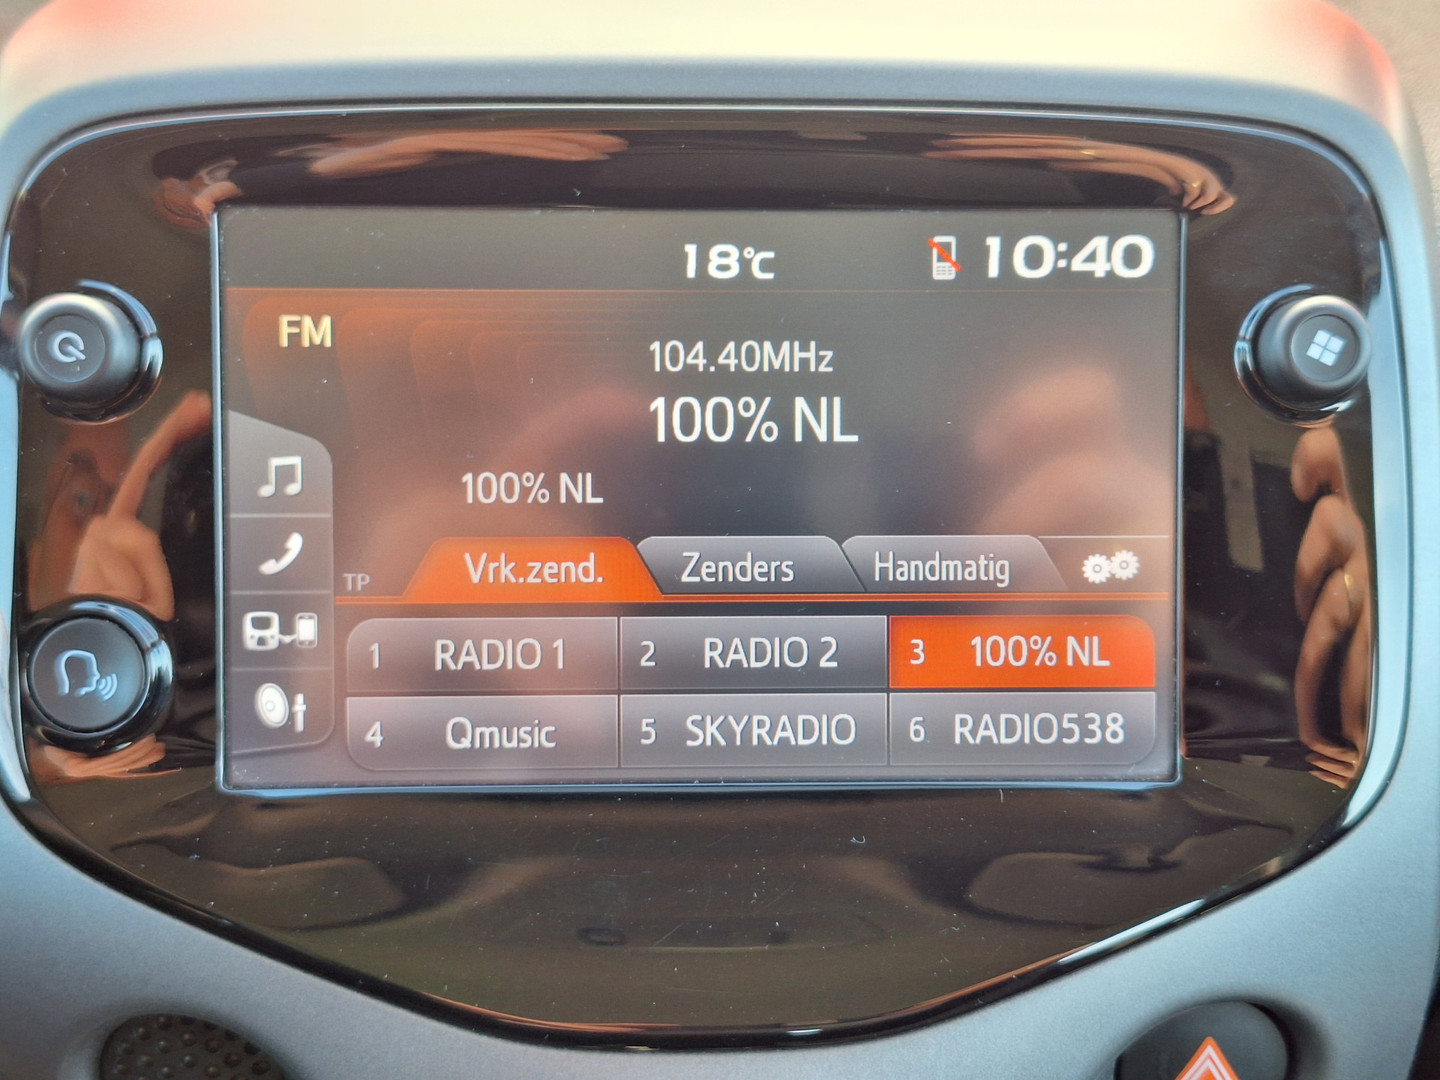 18°C 10:40
FM
104.40MHz
100% NL
100% NL
TP Vrk.zend. Zenders Handmatig
1 RADIO 1 2 RADIO 2 3 100% NL
4 Qmusic 5 SKYRADIO 6 RADIO538